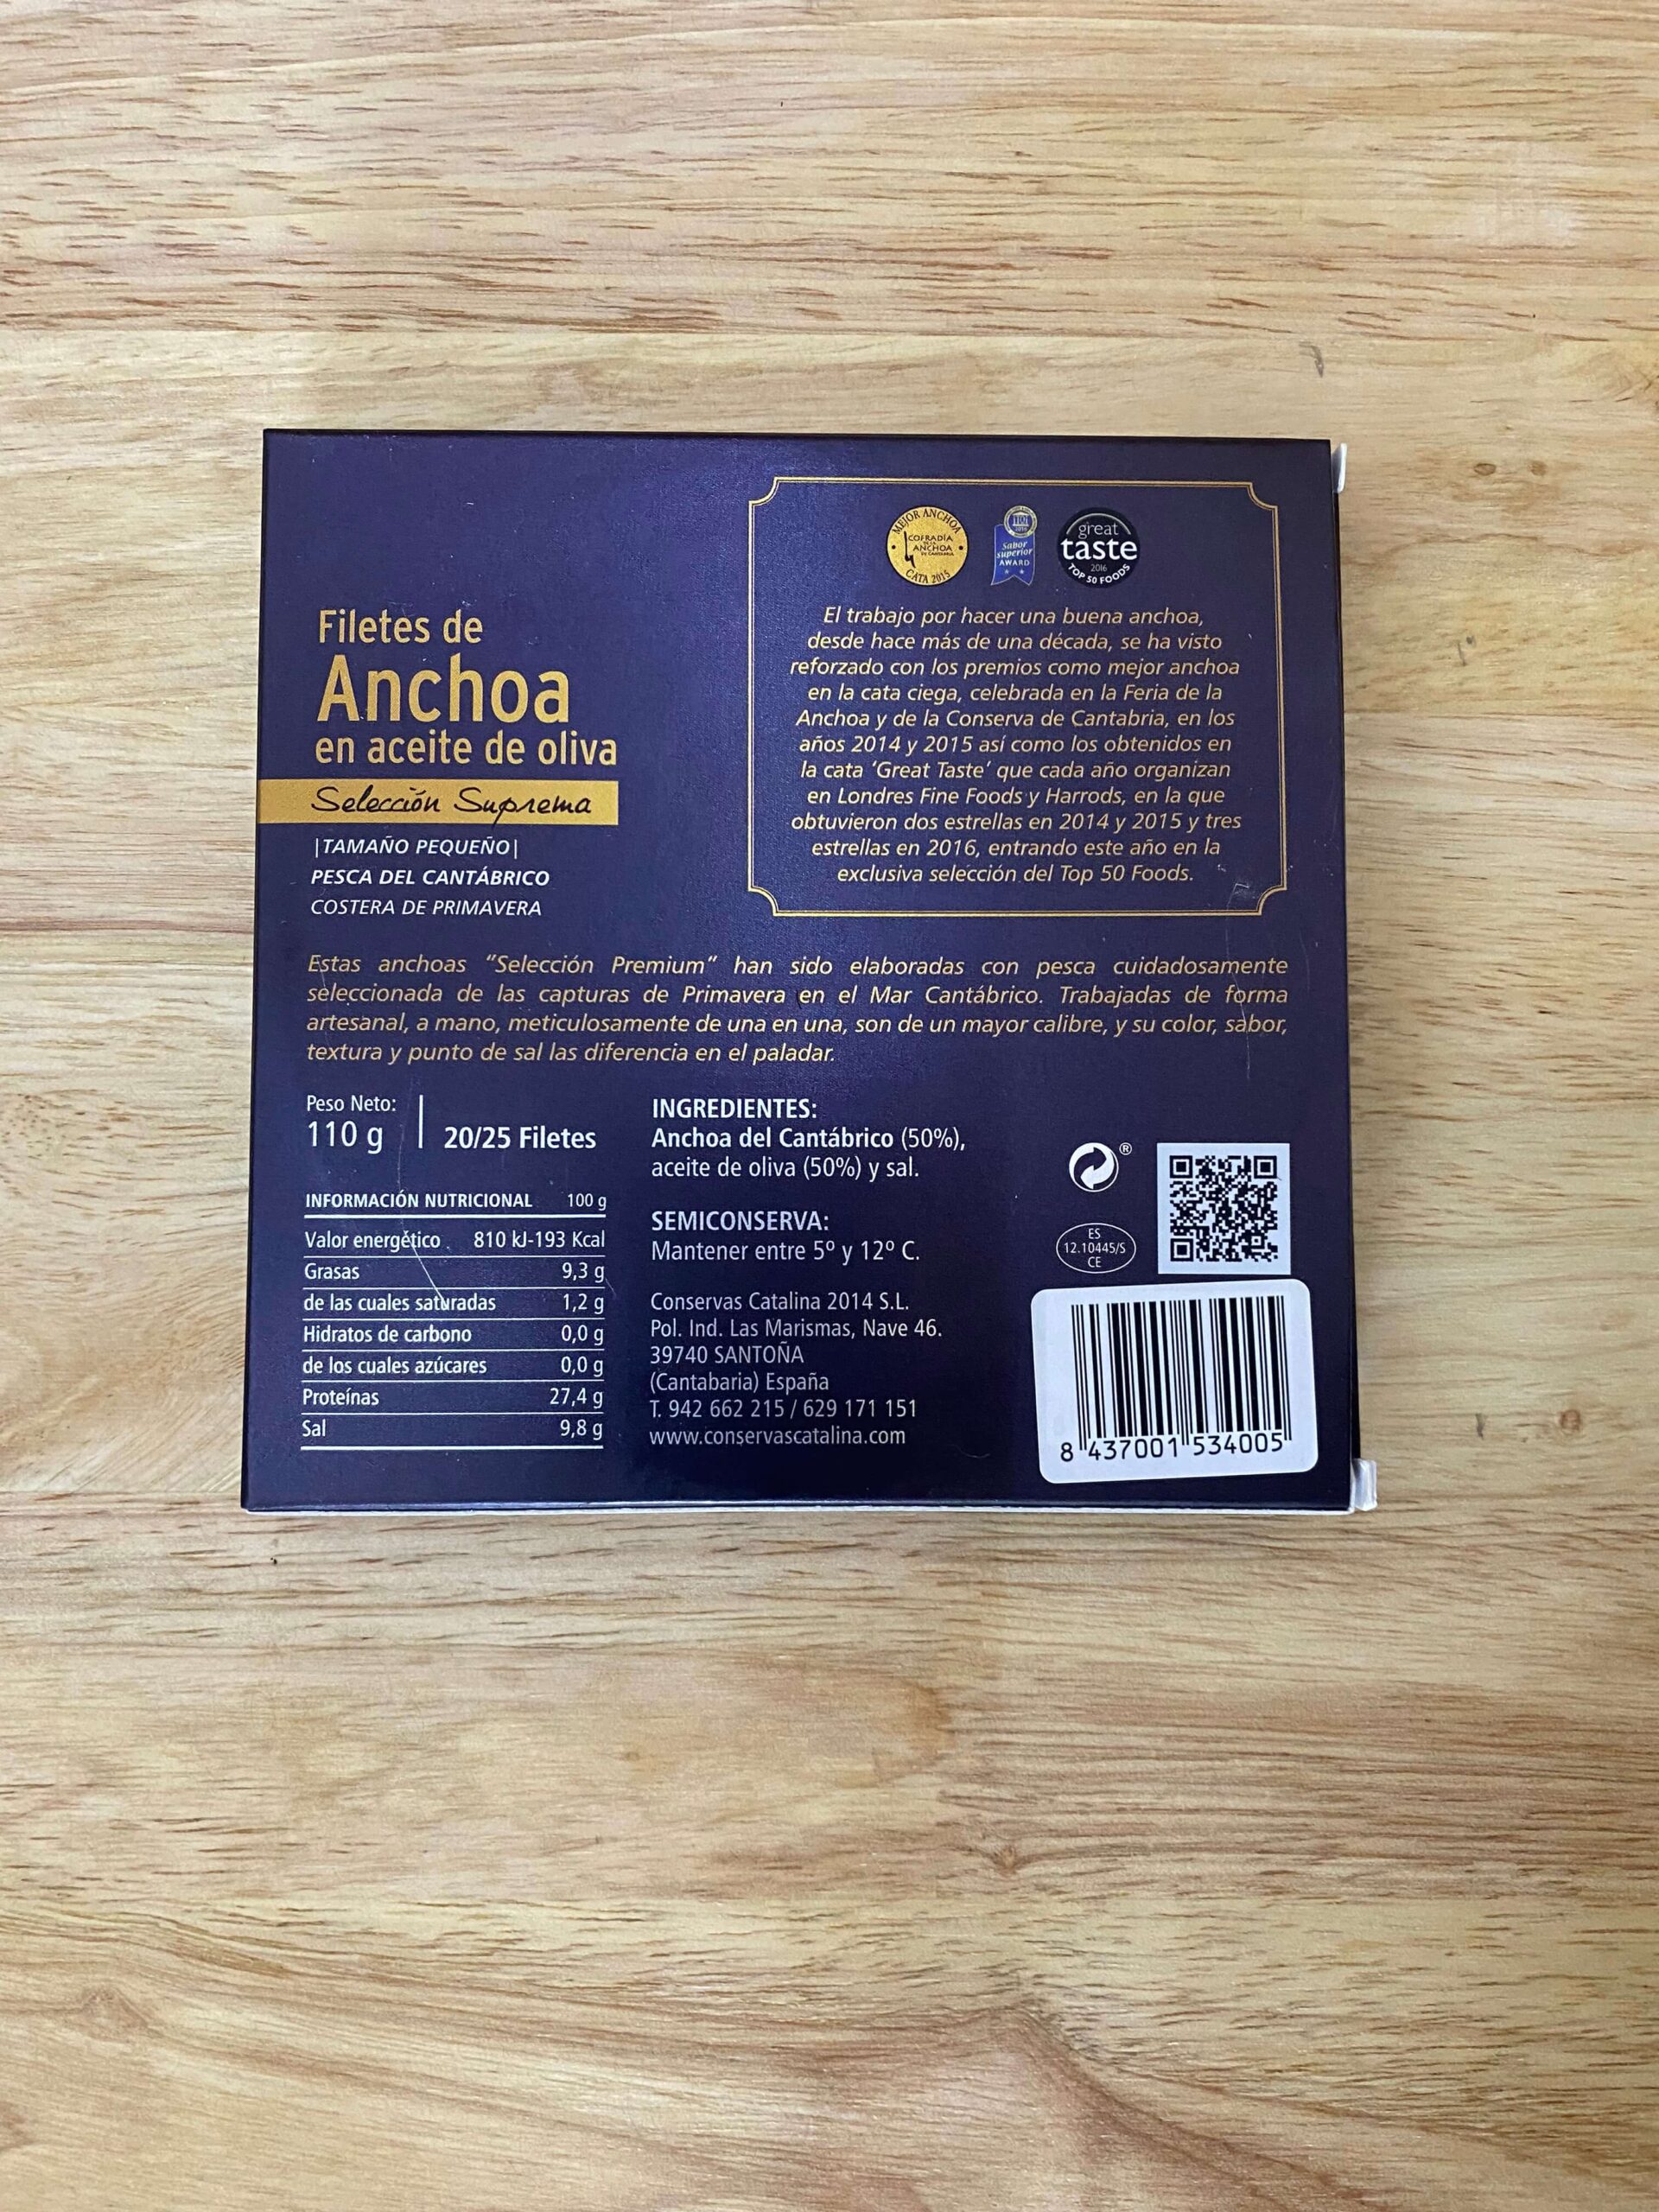 Filetes de
Anchoa
en aceite de oliva
Selección Suprema
|TAMAÑO PEQUEÑO|
PESCA DEL CANTÁBRICO
COSTERA DE PRIMAVERA
MEJOR ANCHOA
COFRADÍA
DE LA
ANCHOA
DE CANTABRIA
CATA 2015
Sabor
superior
AWARD
great
taste
2016
TOP 50 FOODS
El trabajo por hacer una buena anchoa,
desde hace más de una década, se ha visto
reforzado con los premios como mejor anchoa
en la cata ciega, celebrada en la Feria de la
Anchoa y de la Conserva de Cantabria, en los
años 2014 y 2015 así como los obtenidos en
la cata ‘Great Taste’ que cada año organizan
en Londres Fine Foods y Harrods, en la que
obtuvieron dos estrellas en 2014 y 2015 y tres
estrellas en 2016, entrando este año en la
exclusiva selección del Top 50 Foods.
Estas anchoas “Selección Premium” han sido elaboradas con pesca cuidadosamente
seleccionada de las capturas de Primavera en el Mar Cantábrico. Trabajadas de forma
artesanal, a mano, meticulosamente de una en una, son de un mayor calibre, y su color, sabor,
textura y punto de sal las diferencia en el paladar.
Peso Neto:
110 g
20/25 Filetes
INFORMACIÓN NUTRICIONAL 100 g
Valor energético 810 kJ-193 Kcal
Grasas 9,3 g
de las cuales saturadas 1,2 g
Hidratos de carbono 0,0 g
de los cuales azúcares 0,0 g
Proteínas 27,4 g
Sal 9,8 g
INGREDIENTES:
Anchoa del Cantábrico (50%),
aceite de oliva (50%) y sal.
SEMICONSERVA:
Mantener entre 5º y 12º C.
Conservas Catalina 2014 S.L.
Pol. Ind. Las Marismas, Nave 46.
39740 SANTOÑA
(Cantabaria) España
T. 942 662 215 / 629 171 151
www.conservascatalina.com
®
ES
12.10445/S
CE
8 437001 534005